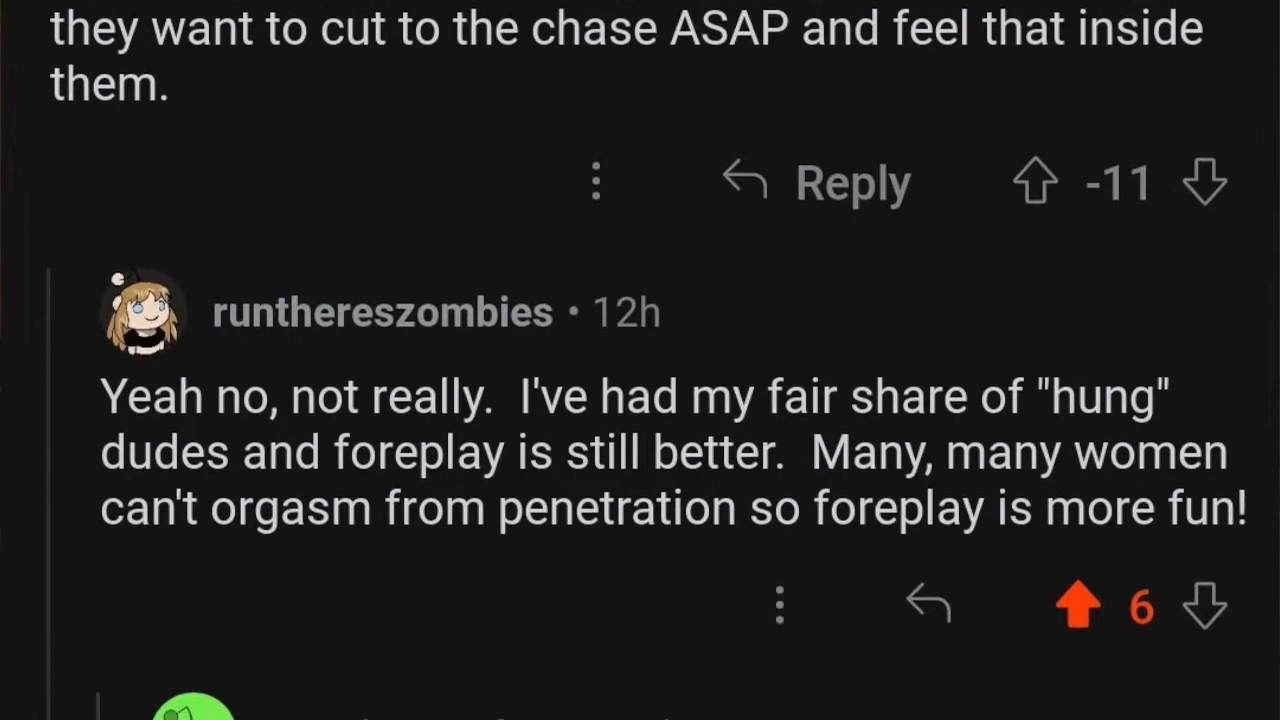 they want to cut to the chase ASAP and feel that inside
them.
Reply -11
runthereszombies • 12h
Yeah no, not really. I've had my fair share of "hung"
dudes and foreplay is still better. Many, many women
can't orgasm from penetration so foreplay is more fun!
6